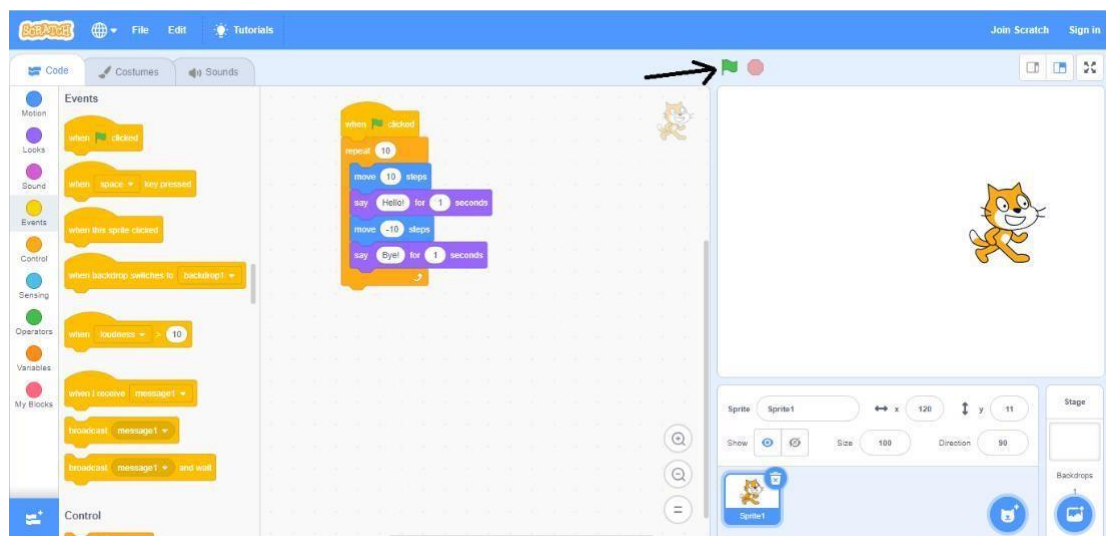 SCRATCH File Edit Tutorials Join Scratch Sign in
Code Costumes Sounds
Motion
Looks
Sound
Events
Control
Sensing
Operators
Variables
My Blocks
Events
when clicked
when space key pressed
when this sprite clicked
when backdrop switches to backdrop1
when loudness > 10
when I receive message1
broadcast message1
broadcast message1 and wait
Control
when clicked
repeat 10
move 10 steps
say Hello! for 1 seconds
move -10 steps
say Bye! for 1 seconds
Sprite Sprite1 x 120 y 11
Show Size 100 Direction 90
Sprite1
Stage
Backdrops
1